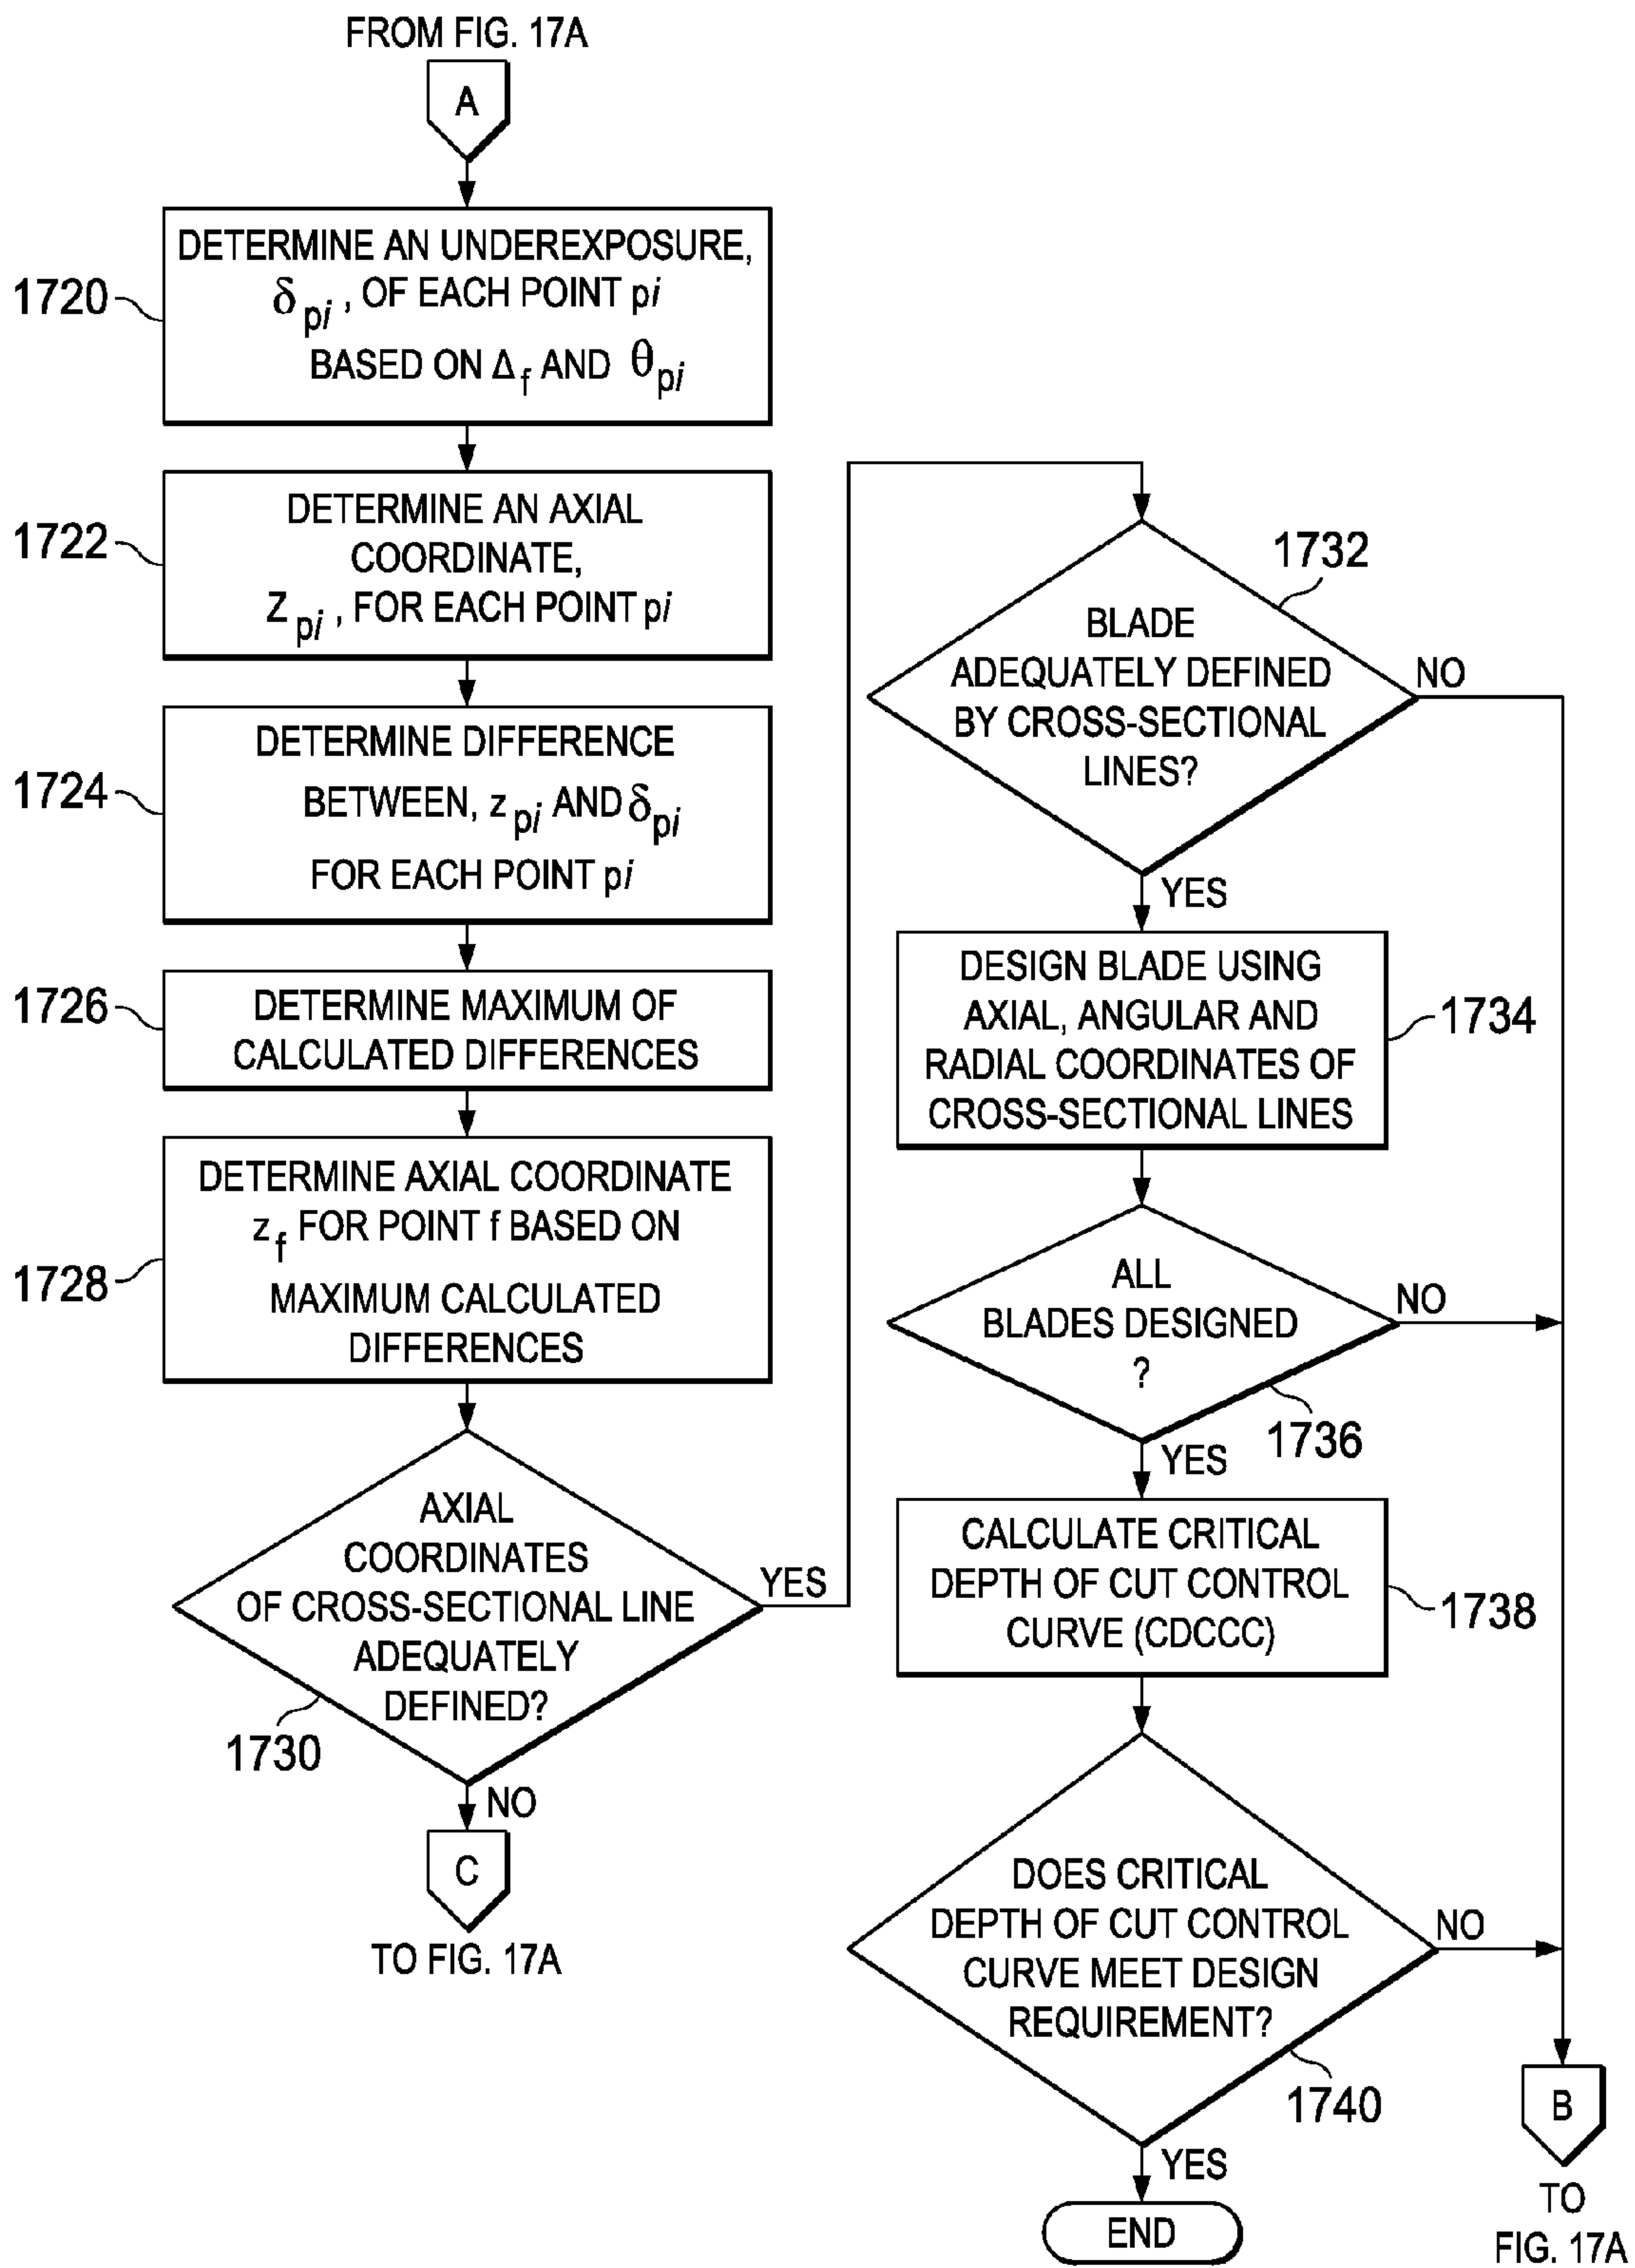 FROM FIG. 17A
A
DETERMINE AN UNDEREXPOSURE,
δpi, OF EACH POINT pi
BASED ON Δf AND θpi
1720
DETERMINE AN AXIAL
COORDINATE,
Zpi, FOR EACH POINT pi
1722
DETERMINE DIFFERENCE
BETWEEN, zpi AND δpi
FOR EACH POINT pi
1724
DETERMINE MAXIMUM OF
CALCULATED DIFFERENCES
1726
DETERMINE AXIAL COORDINATE
zf FOR POINT f BASED ON
MAXIMUM CALCULATED
DIFFERENCES
1728
AXIAL
COORDINATES
OF CROSS-SECTIONAL LINE
ADEQUATELY
DEFINED?
1730
YES
NO
C
TO FIG. 17A
1732
BLADE
ADEQUATELY DEFINED
BY CROSS-SECTIONAL
LINES?
NO
YES
DESIGN BLADE USING
AXIAL, ANGULAR AND
RADIAL COORDINATES OF
CROSS-SECTIONAL LINES
1734
ALL
BLADES DESIGNED
?
NO
1736
YES
CALCULATE CRITICAL
DEPTH OF CUT CONTROL
CURVE (CDCCC)
1738
DOES CRITICAL
DEPTH OF CUT CONTROL
CURVE MEET DESIGN
REQUIREMENT?
NO
1740
YES
END
B
TO
FIG. 17A